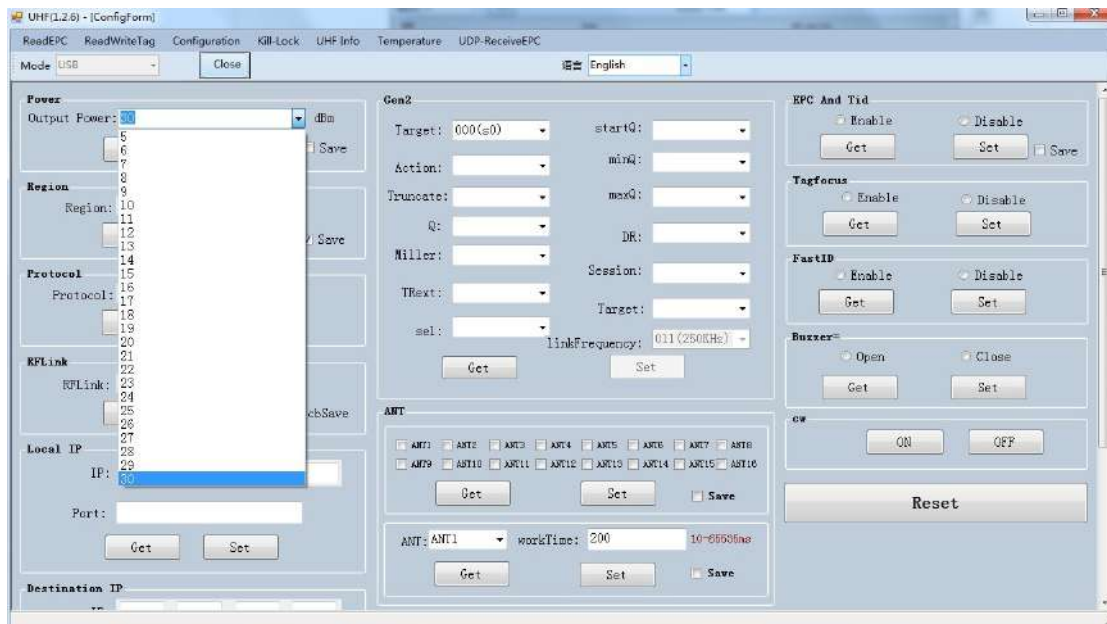 UHF(1.2.6) - [ConfigForm]
ReadEPC ReadWriteTag Configuration Kill-Lock UHF Info Temperature UDP-ReceiveEPC
Mode USB Close 语言 English
Power
Output Power: 30 dBm
5
6
7
8
9
10
11
12
13
14
15
16
17
18
19
20
21
22
23
24
25
26
27
28
29
30
Save
Region
Region:
Save
Protocol
Protocol:
RFLink
RFLink:
cbSave
Local IP
IP:
Port:
Get Set
Destination IP
Gen2
Target: 000(s0) startQ:
Action: minQ:
Truncate: maxQ:
Q: DR:
Miller: Session:
TRext: Target:
sel: linkFrequency: 011(250KHz)
Get Set
ANT
ANT1 ANT2 ANT3 ANT4 ANT5 ANT6 ANT7 ANT8
ANT9 ANT10 ANT11 ANT12 ANT13 ANT14 ANT15 ANT16
Get Set Save
ANT: ANT1 workTime: 200 10-65535ms
Get Set Save
EPC And Tid
Enable Disable
Get Set Save
Tagfocus
Enable Disable
Get Set
FastID
Enable Disable
Get Set
Buzzer=
Open Close
Get Set
cw
ON OFF
Reset